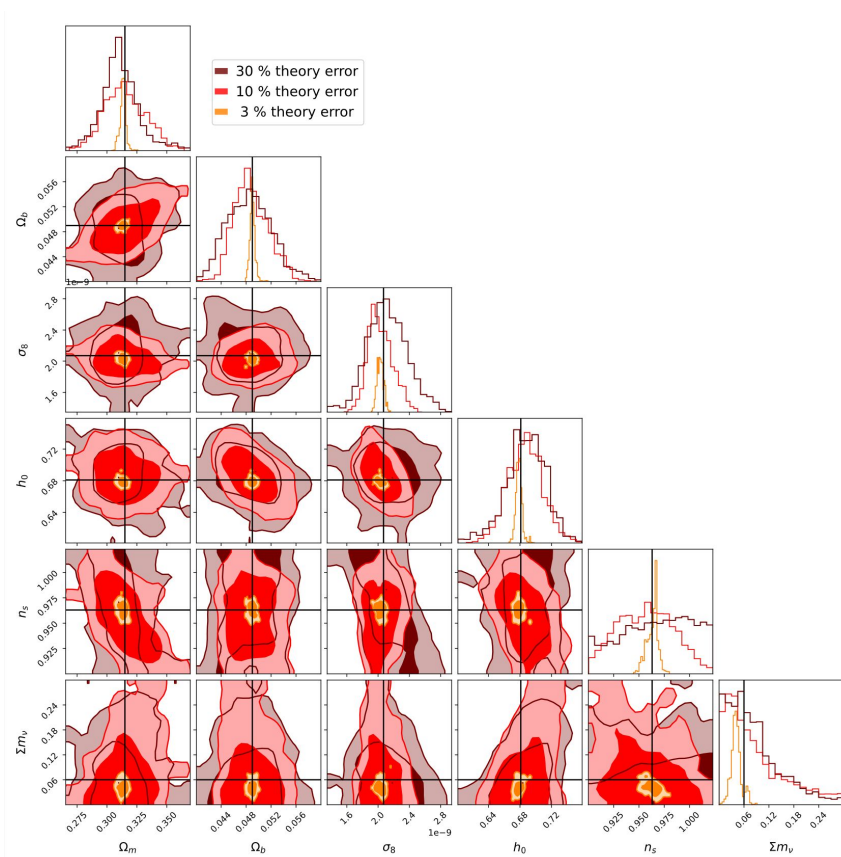 30 % theory error
10 % theory error
3 % theory error
Ω_b
0.056
0.052
0.048
0.044
1e−9
σ_8
2.8
2.4
2.0
1.6
h_0
0.72
0.68
0.64
n_s
1.000
0.975
0.950
0.925
Σm_ν
0.24
0.18
0.12
0.06
0.275 0.300 0.325 0.350
0.044 0.048 0.052 0.056
1.6 2.0 2.4 2.8
0.64 0.68 0.72
0.925 0.950 0.975 1.000
0.06 0.12 0.18 0.24
1e−9
Ω_m Ω_b σ_8 h_0 n_s Σm_ν